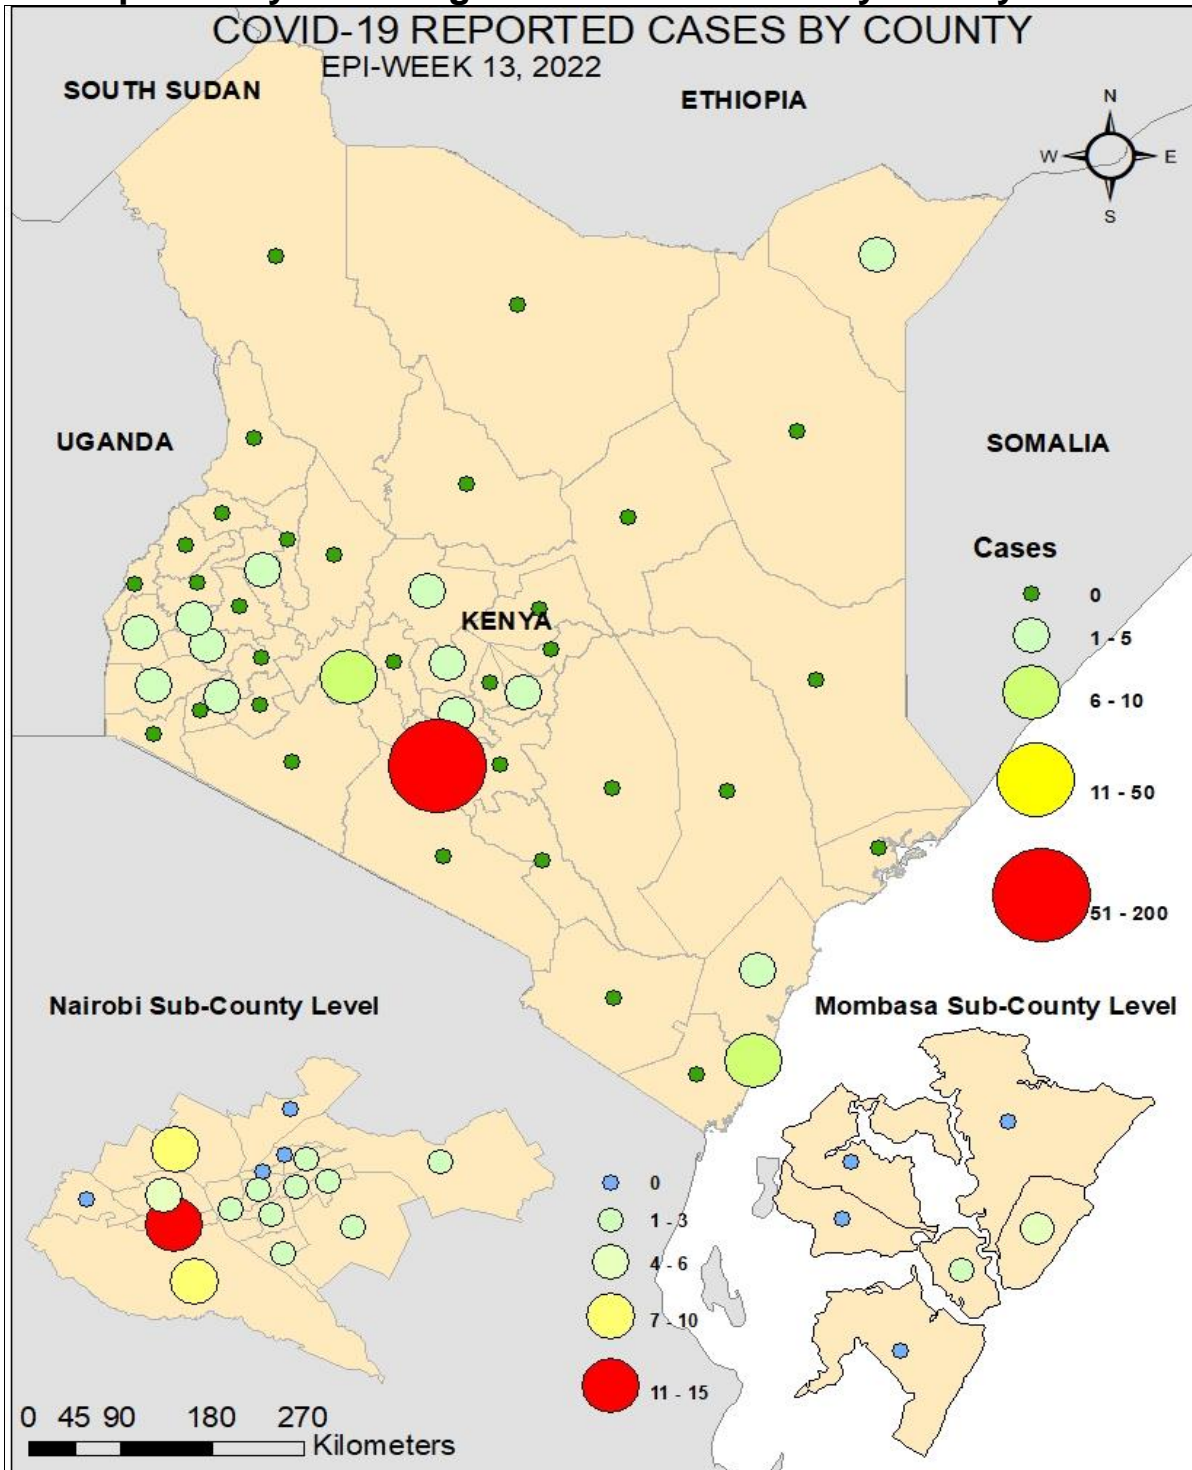 COVID-19 REPORTED CASES BY COUNTY
EPI-WEEK 13, 2022
SOUTH SUDAN
ETHIOPIA
N
W
E
S
UGANDA
SOMALIA
KENYA
Cases
0
1 - 5
6 - 10
11 - 50
51 - 200
Nairobi Sub-County Level
Mombasa Sub-County Level
0
1 - 3
4 - 6
7 - 10
11 - 15
0 45 90 180 270
Kilometers